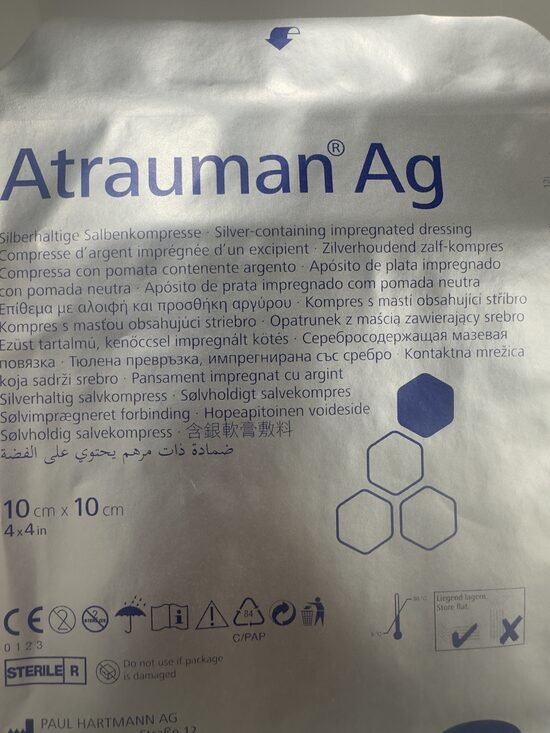 Atrauman® Ag
Silberhaltige Salbenkompresse · Silver-containing impregnated dressing
Compresse d'argent imprégnée d'un excipient · Zilverhoudend zalf-kompres
Compressa con pomata contenente argento · Apósito de plata impregnado
con pomada neutra · Apósito de prata impregnado com pomada neutra
Επίθεμα με αλοιφή και προσθήκη αργύρου · Kompres s mastí obsahující stříbro
Kompres s masťou obsahujúci striebro · Opatrunek z maścią zawierający srebro
Ezüst tartalmú, kenőccsel impregnált kötés · Серебросодержащая мазевая
повязка · Тюлена превръзка, импрегнирана със сребро · Kontaktna mrežica
koja sadrži srebro · Pansament impregnat cu argint
Silverhaltig salvkompress · Sølvholdigt salvekompres
Sølvimprægneret forbinding · Hopeapitoinen voideside
Sølvholdig salvekompress · 含銀軟膏敷料
ضمادة ذات مرهم يحتوي على الفضة
10 cm x 10 cm
4 x 4 in
CE
0123
2
2
STERILIZE
i
84
C/PAP
Liegend lagern.
Store flat.
STERILE R
Do not use if package
is damaged
PAUL HARTMANN AG